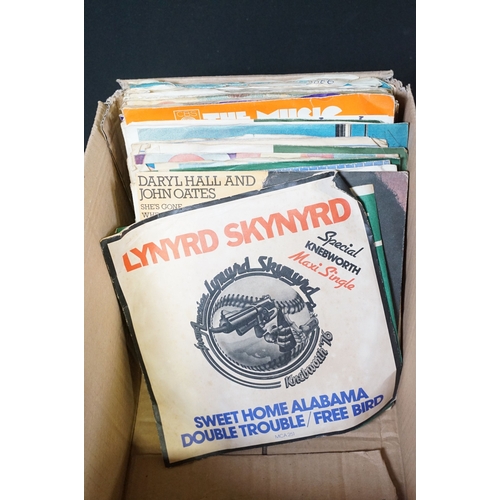 THE MUSIC
DARYL HALL AND
JOHN OATES
SHE'S GONE
LYNYRD SKYNYRD
Special
KNEBWORTH
Maxi Single
Lynyrd Skynyrd
Knebworth '76
SWEET HOME ALABAMA
DOUBLE TROUBLE/FREE BIRD